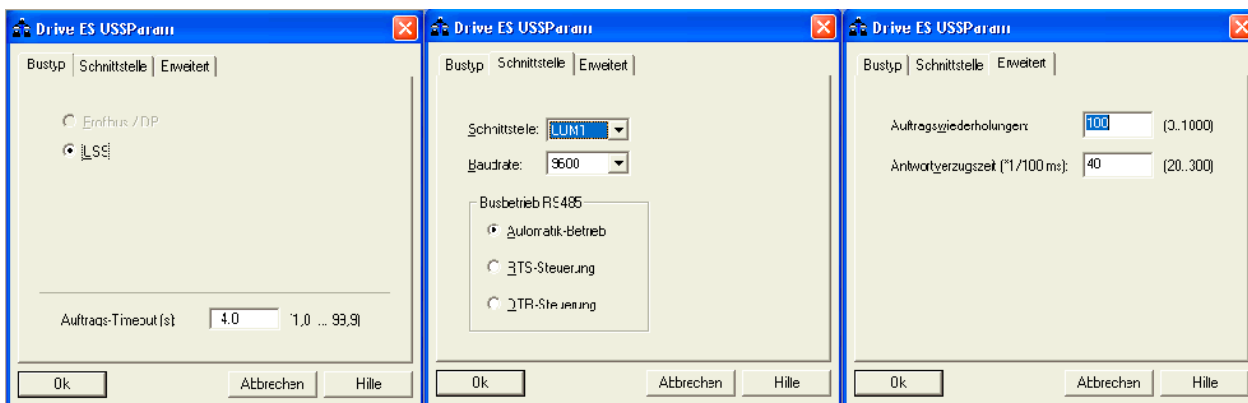 Drive ES USSParam
Bustyp Schnittstelle Erweitert
Profibus / DP
USS
Auftrags-Timeout (s): 4.0 (1,0 ... 99,9)
Ok Abbrechen Hilfe
Drive ES USSParam
Bustyp Schnittstelle Erweitert
Schnittstelle: COM1
Baudrate: 9600
Busbetrieb RS485
Automatik-Betrieb
RTS-Steuerung
DTR-Steuerung
Ok Abbrechen Hilfe
Drive ES USSParam
Bustyp Schnittstelle Erweitert
Auftragswiederholungen: 100 (0..1000)
Antwortverzugszeit (*1/100 ms): 40 (20..300)
Ok Abbrechen Hilfe